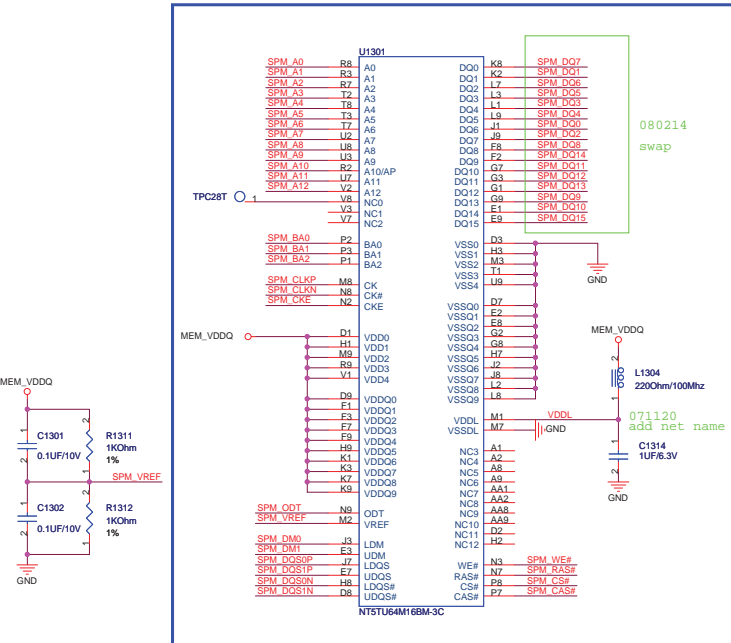 U1301
SPM_A0 R8 A0 DQ0 K8 SPM_DQ7
SPM_A1 R3 A1 DQ1 K2 SPM_DQ1
SPM_A2 R7 A2 DQ2 L7 SPM_DQ6
SPM_A3 T2 A3 DQ3 L3 SPM_DQ5
SPM_A4 T8 A4 DQ4 L1 SPM_DQ3
SPM_A5 T3 A5 DQ5 L9 SPM_DQ4
SPM_A6 T7 A6 DQ6 J1 SPM_DQ0
SPM_A7 U2 A7 DQ7 J9 SPM_DQ2
SPM_A8 U8 A8 DQ8 F8 SPM_DQ8
SPM_A9 U3 A9 DQ9 F2 SPM_DQ14
SPM_A10 R2 A10/AP DQ10 G7 SPM_DQ11
SPM_A11 U7 A11 DQ11 G3 SPM_DQ12
SPM_A12 V2 A12 DQ12 G1 SPM_DQ13
TPC28T 1 V8 NC0 DQ13 G9 SPM_DQ9
V3 NC1 DQ14 E1 SPM_DQ10
V7 NC2 DQ15 E9 SPM_DQ15
080214
swap
SPM_BA0 P2 BA0 VSS0 D3
SPM_BA1 P3 BA1 VSS1 H3
SPM_BA2 P1 BA2 VSS2 M3
VSS3 T1
VSS4 U9
GND
SPM_CLKP M8 CK
SPM_CLKN N8 CK#
SPM_CKE N2 CKE
VSSQ0 D7
VSSQ1 E2
VSSQ2 E8
VSSQ3 G2
VSSQ4 G8
VSSQ5 H7
VSSQ6 J2
VSSQ7 J8
VSSQ8 L2
VSSQ9 L8
MEM_VDDQ D1 VDD0
H1 VDD1
M9 VDD2
R9 VDD3
V1 VDD4
D9 VDDQ0
F1 VDDQ1
F3 VDDQ2
F7 VDDQ3
F9 VDDQ4
H9 VDDQ5
K1 VDDQ6
K3 VDDQ7
K7 VDDQ8
K9 VDDQ9
VDDL M1 VDDL
VSSDL M7 GND
MEM_VDDQ
2
L1304
220Ohm/100Mhz
1
071120
add net name
1
C1314
1UF/6.3V
2
GND
NC3 A1
NC4 A2
NC5 A8
NC6 A9
NC7 AA1
NC8 AA2
NC9 AA8
NC10 AA9
NC11 D2
NC12 H2
SPM_ODT N9 ODT
SPM_VREF M2 VREF
SPM_DM0 J3 LDM
SPM_DM1 E3 UDM
SPM_DQS0P J7 LDQS
SPM_DQS1P E7 UDQS
SPM_DQS0N H8 LDQS#
SPM_DQS1N D8 UDQS#
WE# N3 SPM_WE#
RAS# N7 SPM_RAS#
CS# P8 SPM_CS#
CAS# P7 SPM_CAS#
NT5TU64M16BM-3C
MEM_VDDQ
1 2
C1301 R1311
0.1UF/10V 1KOhm
1%
2 1
SPM_VREF
1 2
C1302 R1312
0.1UF/10V 1KOhm
1%
2 1
GND